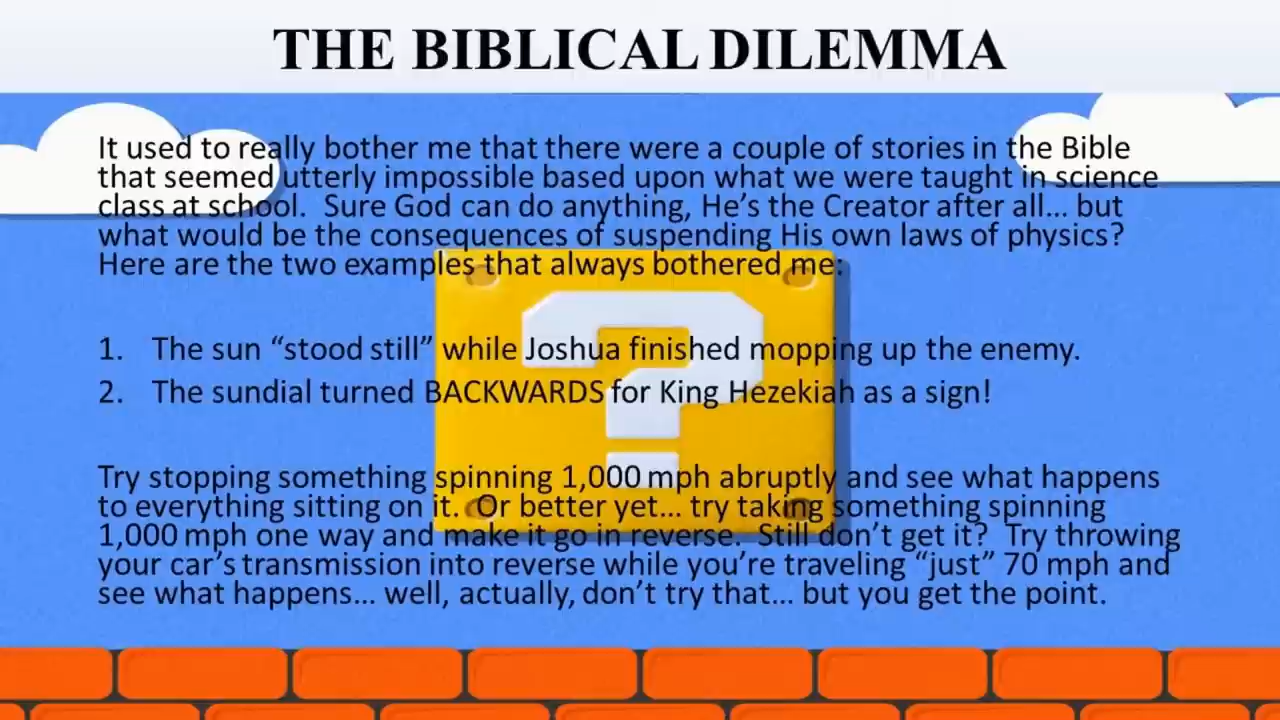 THE BIBLICAL DILEMMA
It used to really bother me that there were a couple of stories in the Bible
that seemed utterly impossible based upon what we were taught in science
class at school.  Sure God can do anything, He’s the Creator after all… but
what would be the consequences of suspending His own laws of physics?
Here are the two examples that always bothered me:
1. The sun “stood still” while Joshua finished mopping up the enemy.
2. The sundial turned BACKWARDS for King Hezekiah as a sign!
Try stopping something spinning 1,000 mph abruptly and see what happens
to everything sitting on it.  Or better yet… try taking something spinning
1,000 mph one way and make it go in reverse.  Still don’t get it?  Try throwing
your car’s transmission into reverse while you’re traveling “just” 70 mph and
see what happens… well, actually, don’t try that… but you get the point.